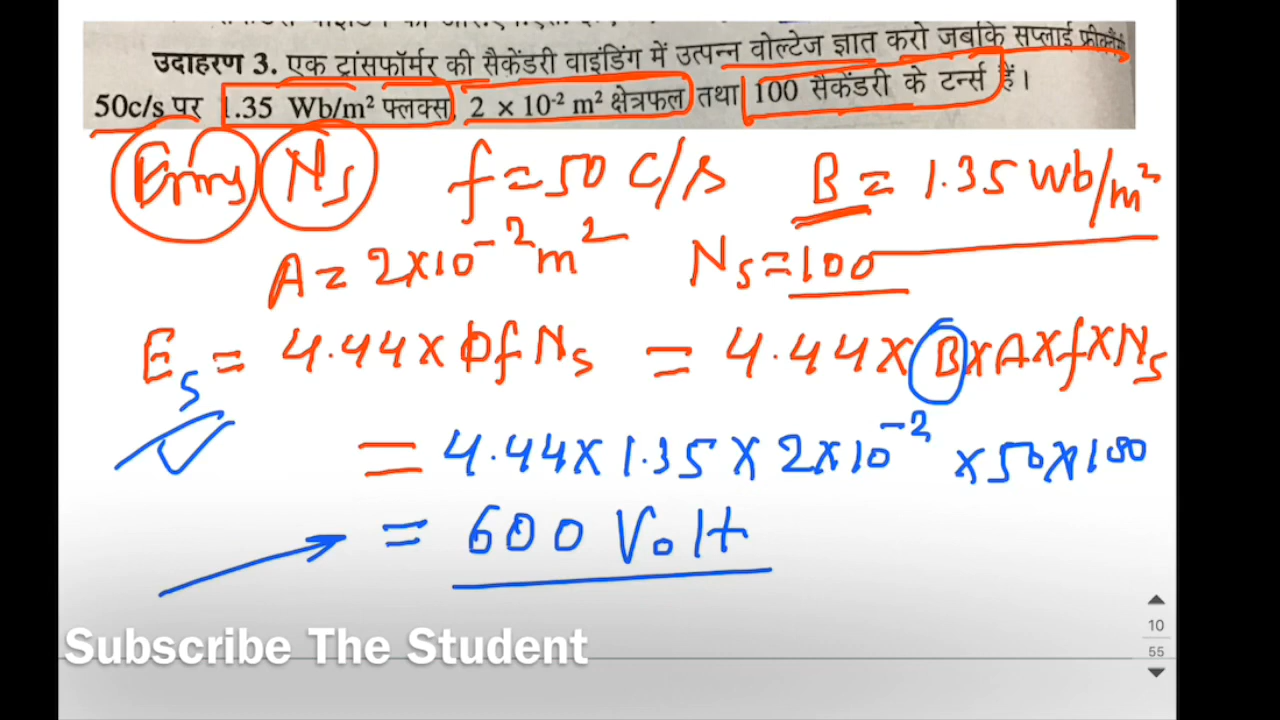 उदाहरण 3. एक ट्रांसफॉर्मर की सैकेंडरी वाइंडिंग में उत्पन्न वोल्टेज ज्ञात करो जबकि सप्लाई फ्रीक्वैंसी
50c/s पर 1.35 Wb/m² फ्लक्स, 2 × 10⁻² m² क्षेत्रफल तथा 100 सैकेंडरी के टर्न्स हैं।
Erms Ns f = 50 c/s B = 1.35 Wb/m²
A = 2×10⁻² m² Ns = 100
Es = 4.44 × ϕ f Ns = 4.44 × B × A × f × Ns
= 4.44 × 1.35 × 2 × 10⁻² × 50 × 100
= 600 Volt
Subscribe The Student
10
55